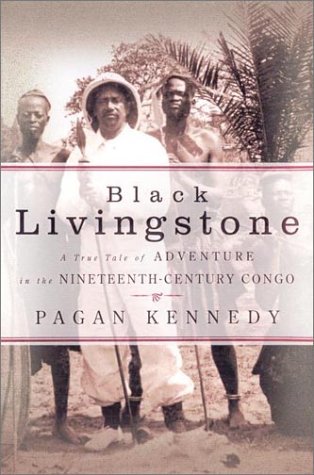 Black
Livingstone
A True Tale of ADVENTURE
in the NINETEENTH-CENTURY CONGO
PAGAN KENNEDY